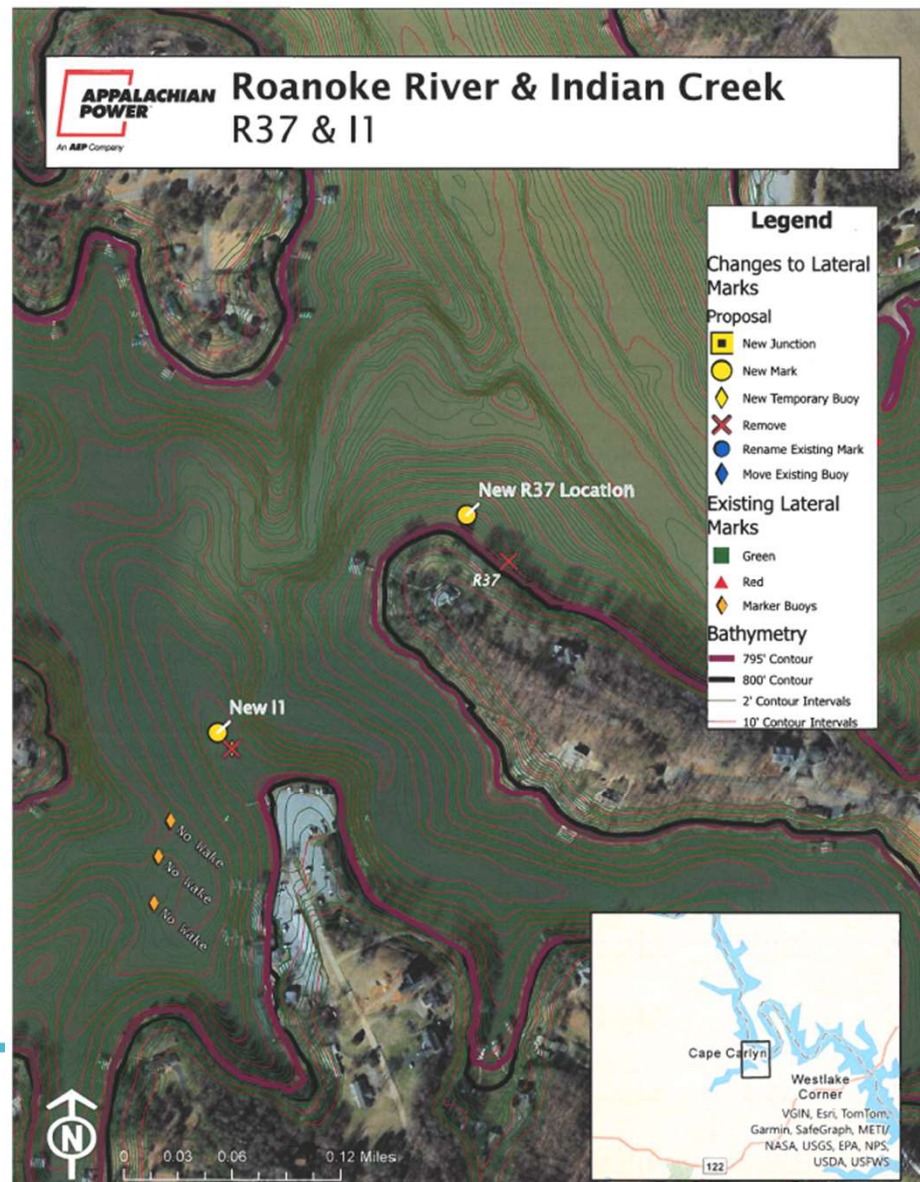 APPALACHIAN
POWER
An AEP Company
Roanoke River & Indian Creek
R37 & I1
Legend
Changes to Lateral
Marks
Proposal
New Junction
New Mark
New Temporary Buoy
Remove
Rename Existing Mark
Move Existing Buoy
Existing Lateral
Marks
Green
Red
Marker Buoys
Bathymetry
795' Contour
800' Contour
2' Contour Intervals
10' Contour Intervals
New R37 Location
R37
New I1
No Wake
No Wake
No Wake
N
0 0.03 0.06 0.12 Miles
Cape Carlyn
Westlake
Corner
VGIN, Esri, TomTom,
Garmin, SafeGraph, METI/
NASA, USGS, EPA, NPS,
USDA, USFWS
122